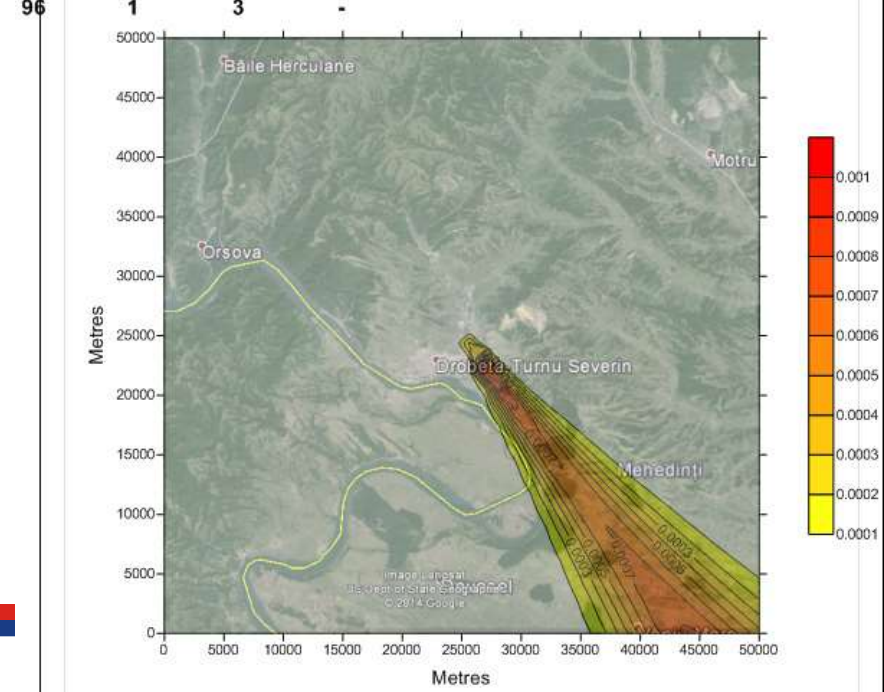 96 1 3 -
50000
Băile Herculane
45000
40000
Motru
0.001
35000
0.0009
Orșova
0.0008
30000
0.0007
Metres
25000
0.0006
Drobeta-Turnu Severin
0.0005
20000
0.0004
15000
Mehedinți
0.0003
10000
0.0002
0.0001
0.0003
5000
Image Landsat
US Dept of State Geographer
© 2014 Google
0
0 5000 10000 15000 20000 25000 30000 35000 40000 45000 50000
Metres